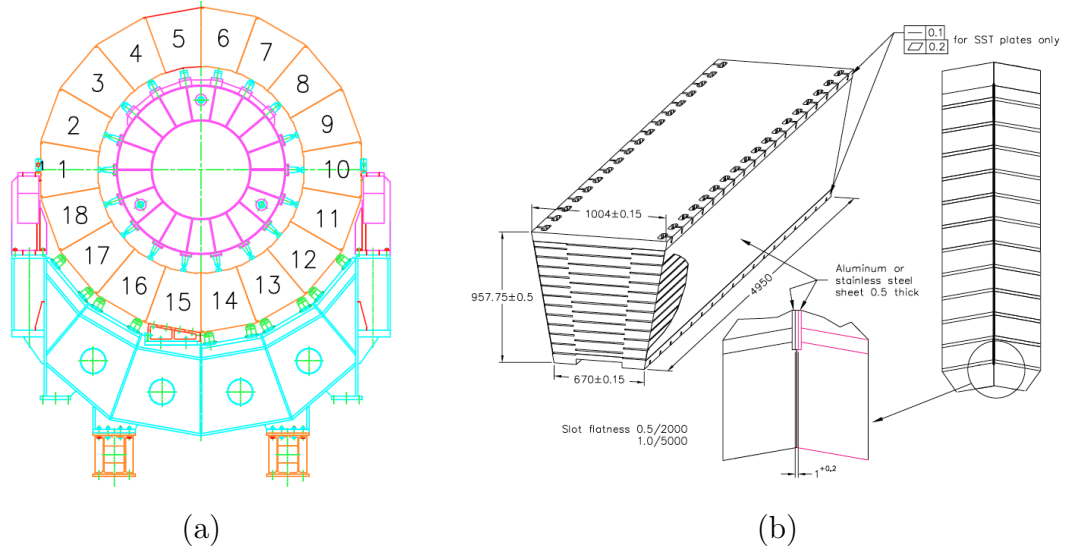 5 6
4 7
3 8
2 9
1 10
18 11
17 12
16 13
15 14
(a)
0.1
0.2
for SST plates only
1004±0.15
957.75±0.5
4950
670±0.15
Aluminum or
stainless steel
sheet 0.5 thick
Slot flatness 0.5/2000
1.0/5000
1+0.2
(b)